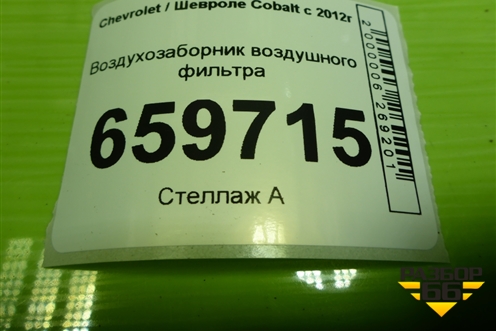 Chevrolet / Шевроле Cobalt с 2012г
Воздухозаборник воздушного
фильтра
659715
Стеллаж А
2000006269201
РАЗБОР
66